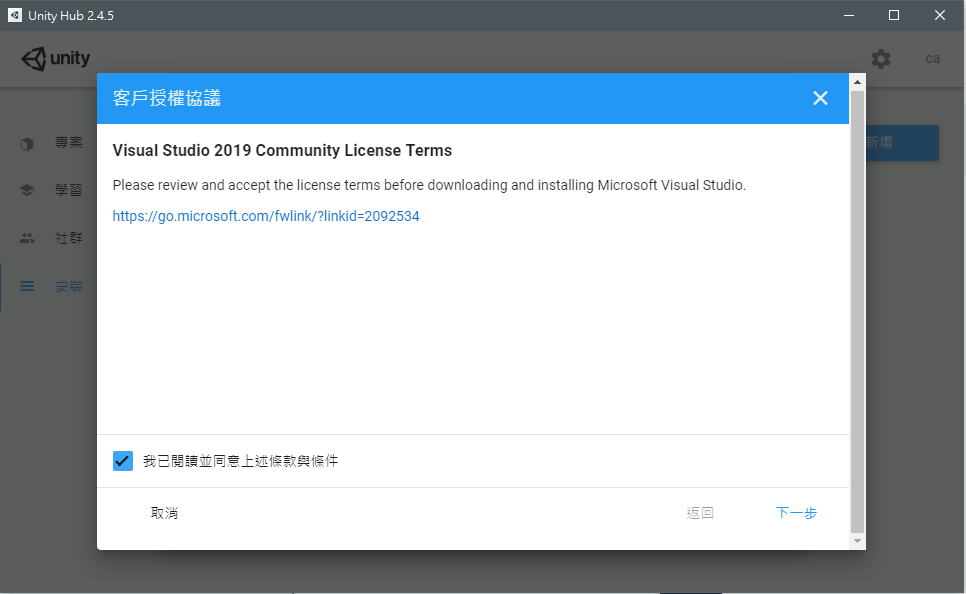 Unity Hub 2.4.5
unity
ca
客戶授權協議
專案
學習
社群
安裝
新增
Visual Studio 2019 Community License Terms
Please review and accept the license terms before downloading and installing Microsoft Visual Studio.
https://go.microsoft.com/fwlink/?linkid=2092534
我已閱讀並同意上述條款與條件
取消
返回
下一步